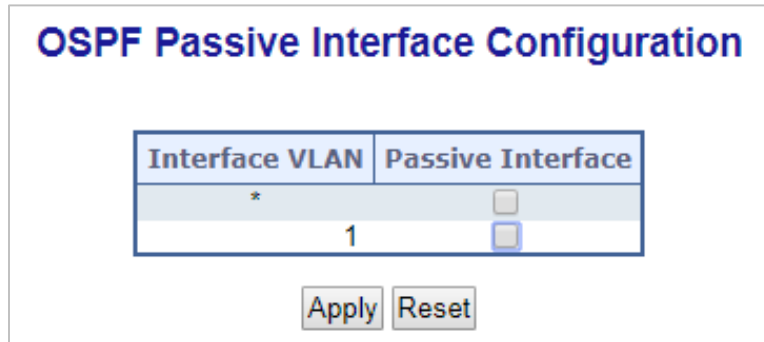 OSPF Passive Interface Configuration
Interface VLAN Passive Interface
*
1
Apply Reset